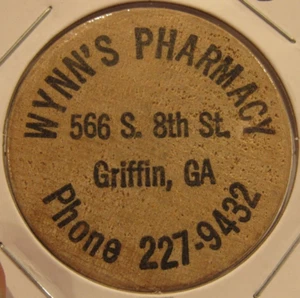 WYNN'S PHARMACY
566 S. 8th St.
Griffin, GA
Phone 227-9432